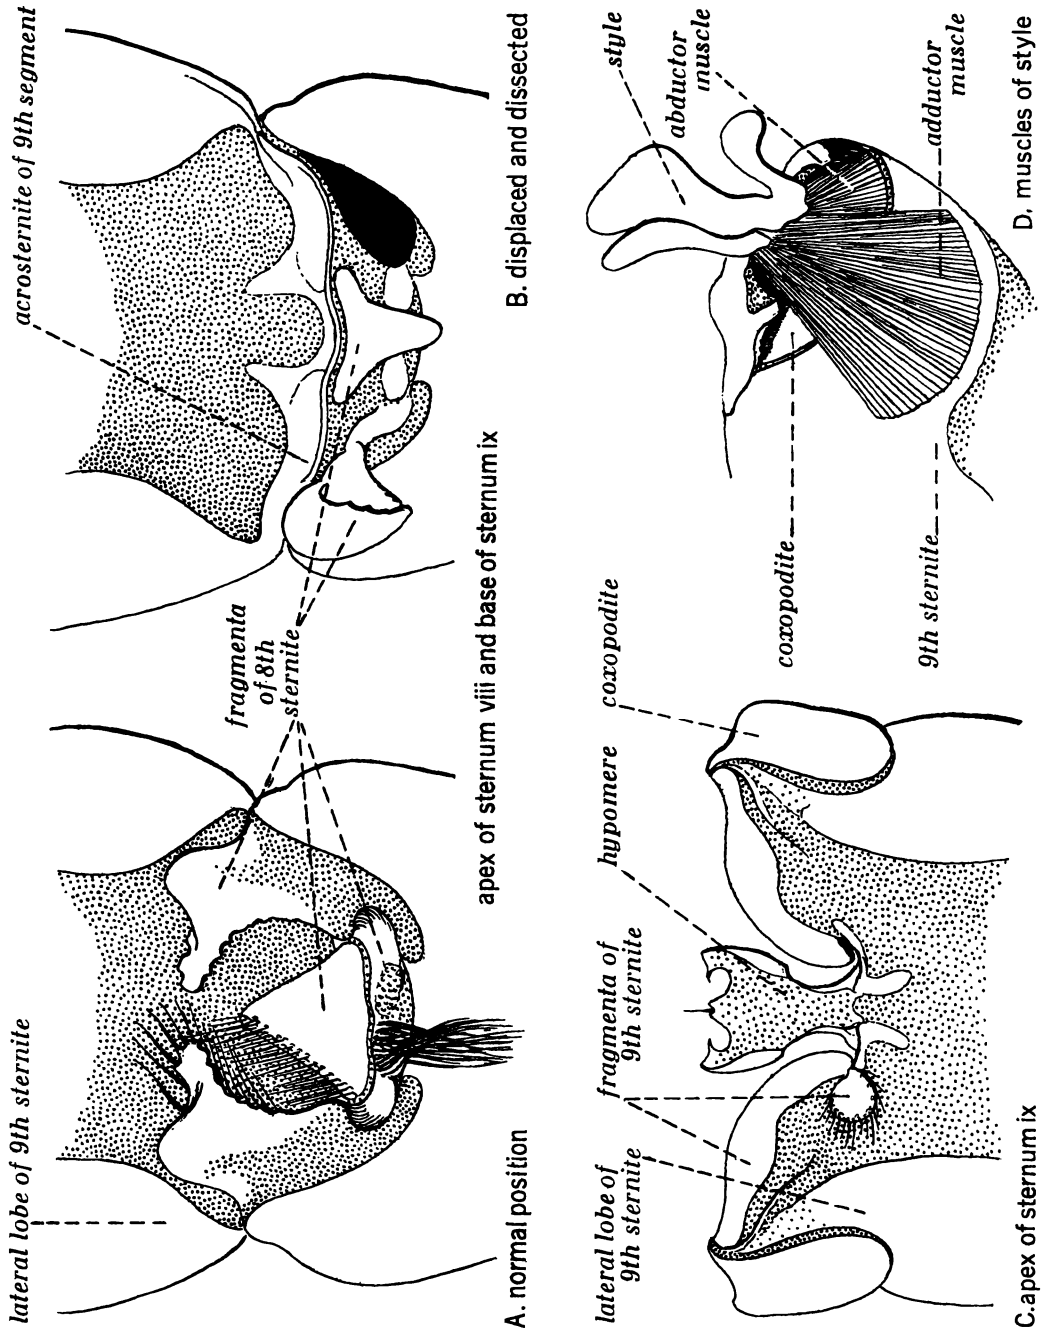 lateral lobe of 9th sternite
fragmenta
of 8th
sternite
A. normal position
acrosternite of 9th segment
B. displaced and dissected
apex of sternum viii and base of sternum ix
lateral lobe of
9th sternite
fragmenta of
9th sternite
hypomere
coxopodite
C. apex of sternum ix
style
abductor
muscle
adductor
muscle
coxopodite
9th sternite
D. muscles of style